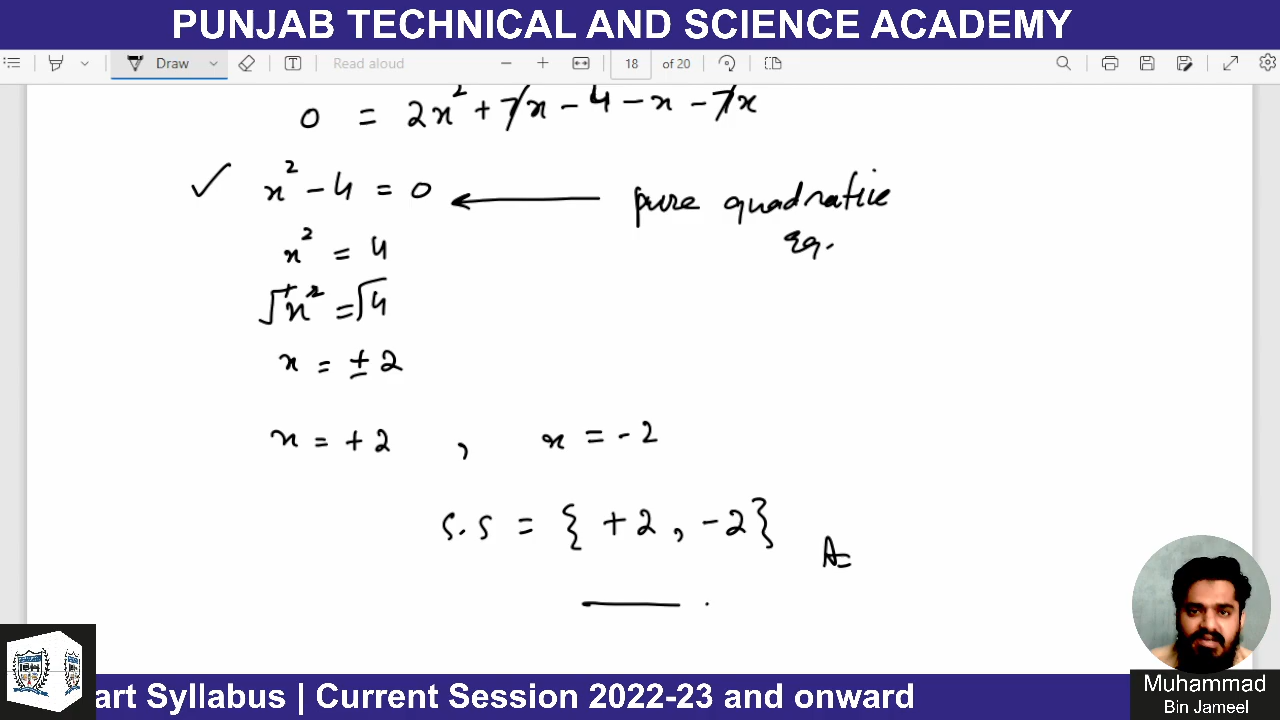 PUNJAB TECHNICAL AND SCIENCE ACADEMY
Draw Read aloud 18 of 20
0 = 2x² + 7x - 4 - x - 7x
x² - 4 = 0 ← pure quadratic
eq.
x² = 4
√x² = √4
x = ± 2
x = +2 , x = -2
S.S = { +2 , -2 }
art Syllabus | Current Session 2022-23 and onward
Muhammad
Bin Jameel